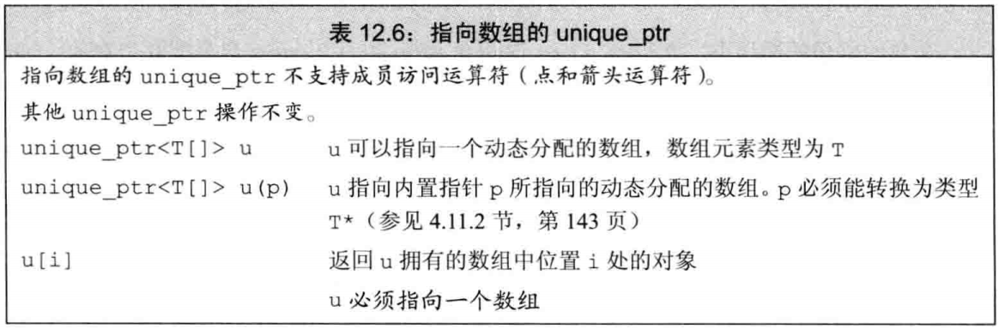 表 12.6：指向数组的 unique_ptr
指向数组的 unique_ptr 不支持成员访问运算符（点和箭头运算符）。
其他 unique_ptr 操作不变。
unique_ptr<T[]> u u 可以指向一个动态分配的数组，数组元素类型为 T
unique_ptr<T[]> u(p) u 指向内置指针 p 所指向的动态分配的数组。p 必须能转换为类型
T*（参见 4.11.2 节，第 143 页）
u[i] 返回 u 拥有的数组中位置 i 处的对象
u 必须指向一个数组